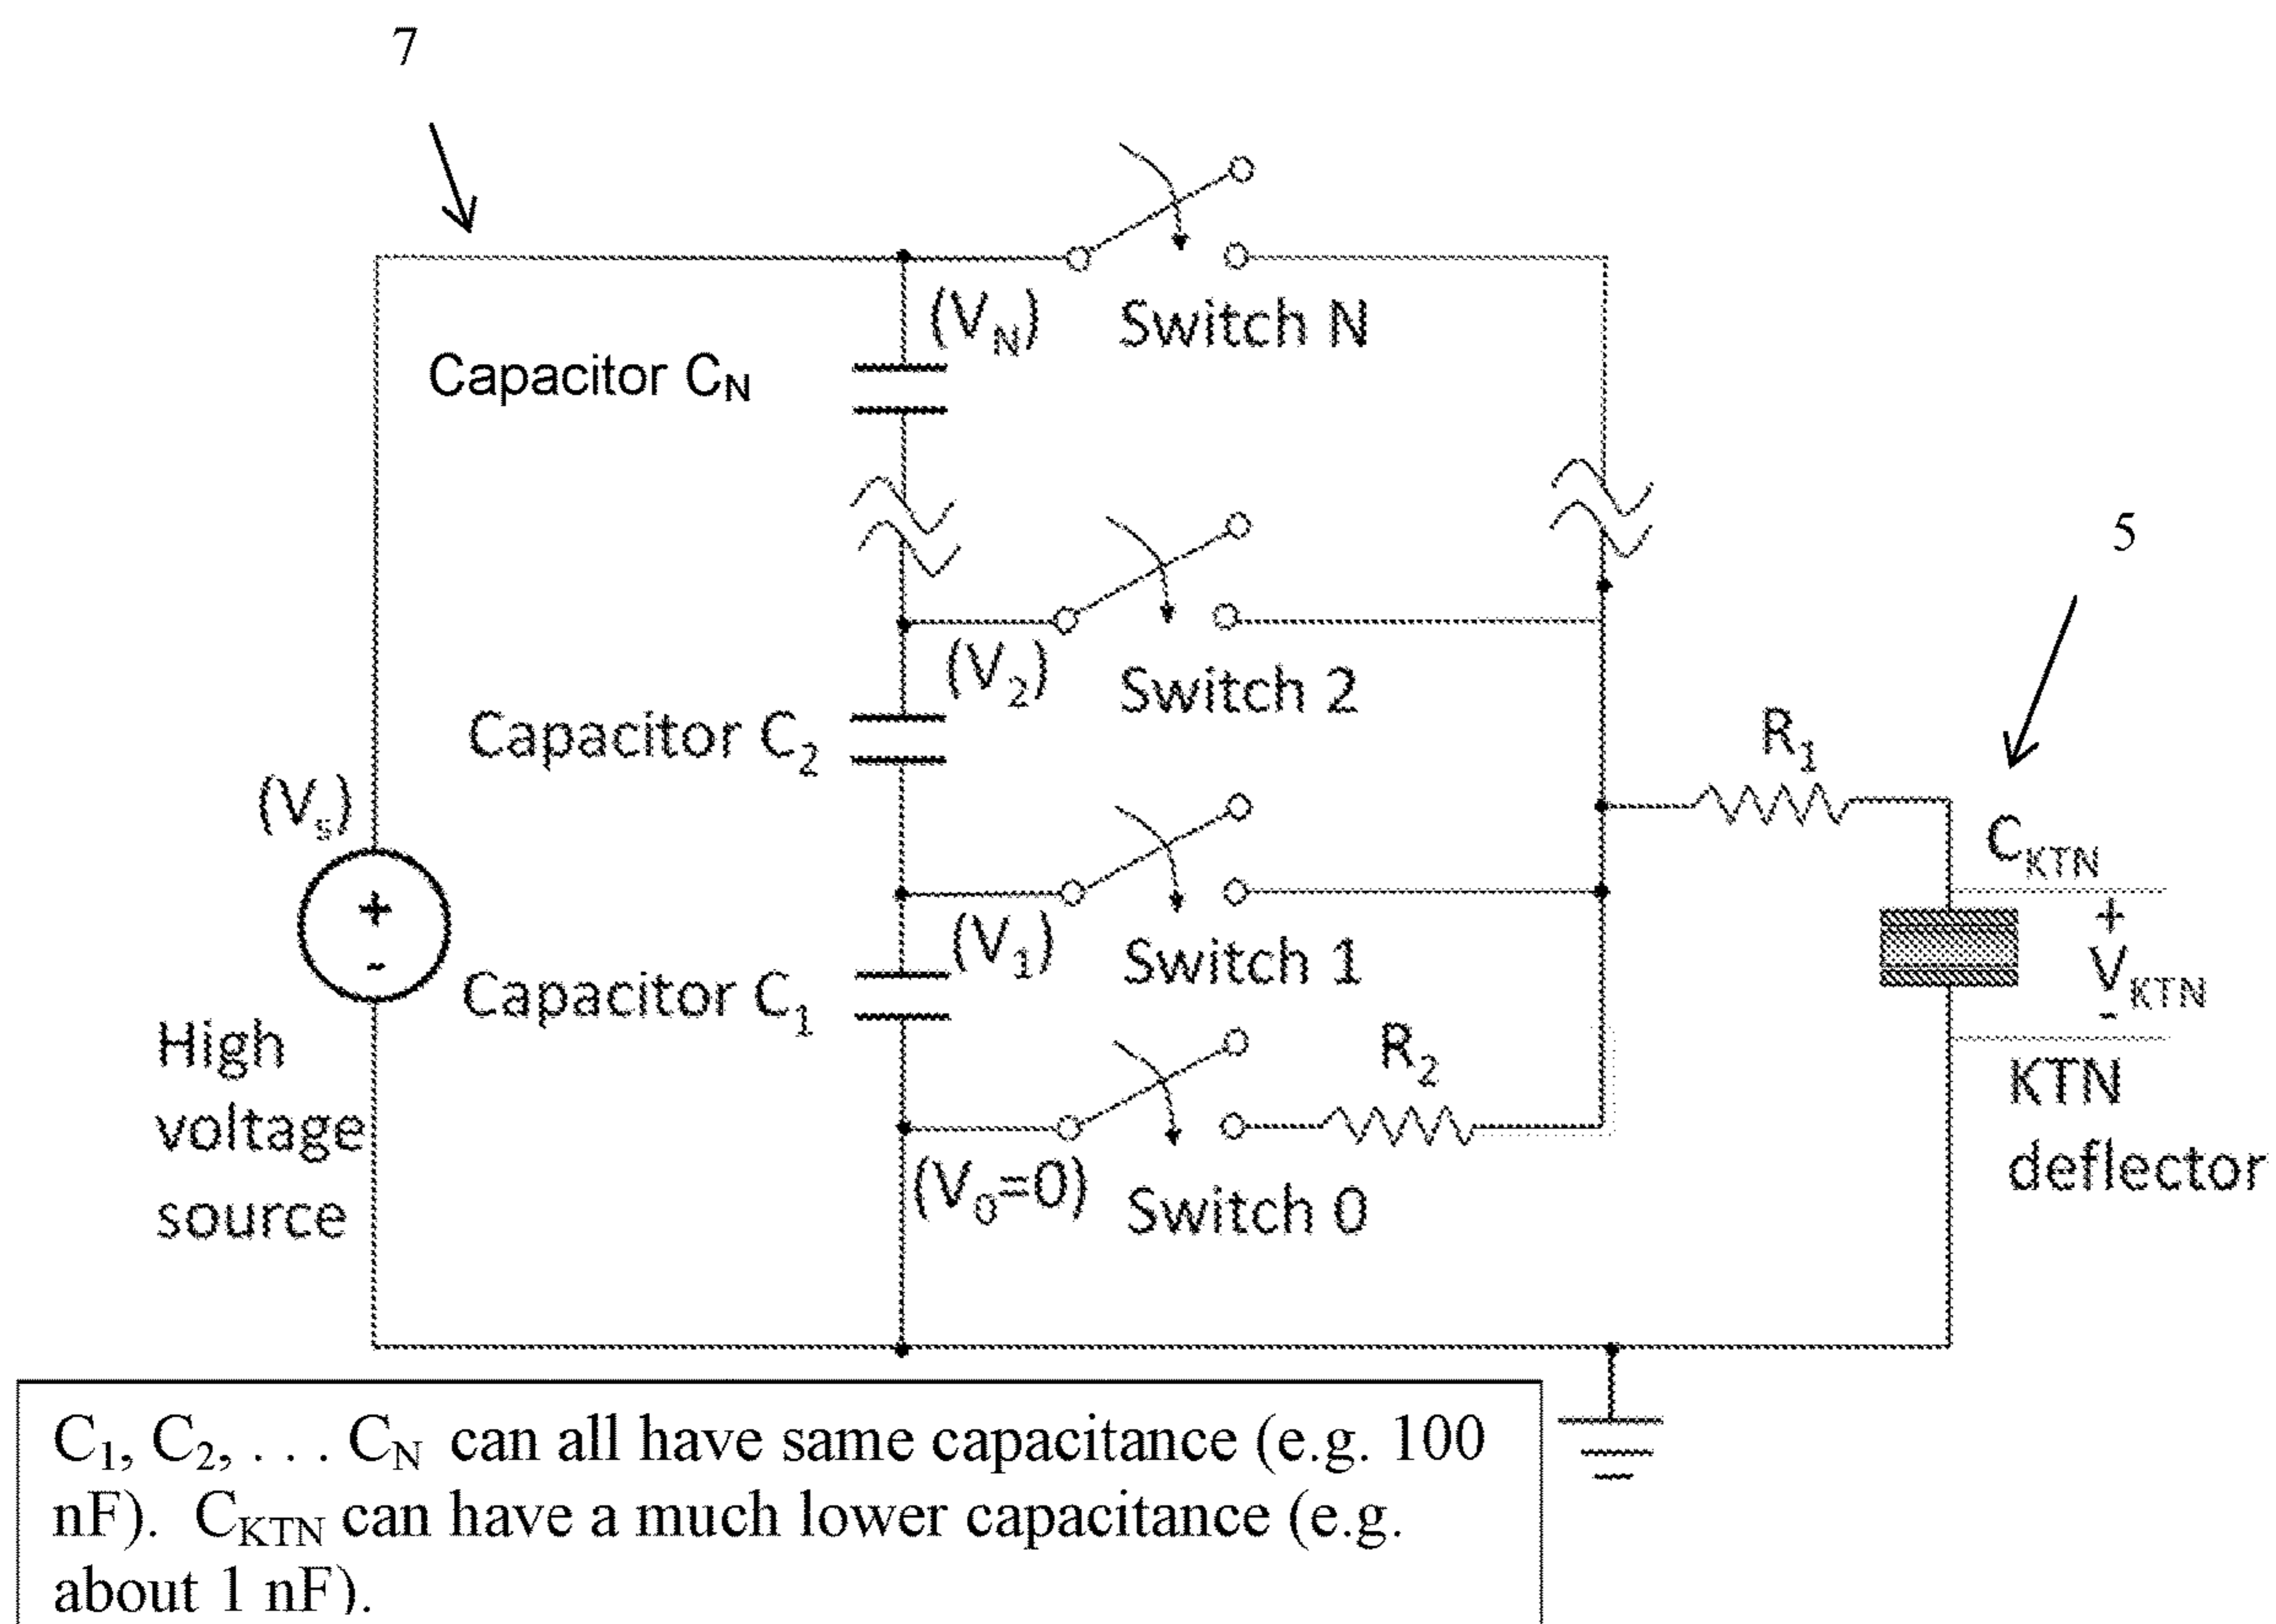 7
(V_N)
Switch N
Capacitor C_N
5
(V_2)
Switch 2
Capacitor C_2
R_1
(V_s)
C_KTN
+
-
+
V_KTN
-
(V_1)
Switch 1
Capacitor C_1
High
voltage
source
R_2
KTN
deflector
(V_0=0)
Switch 0
C_1, C_2, . . . C_N can all have same capacitance (e.g. 100
nF). C_KTN can have a much lower capacitance (e.g.
about 1 nF).